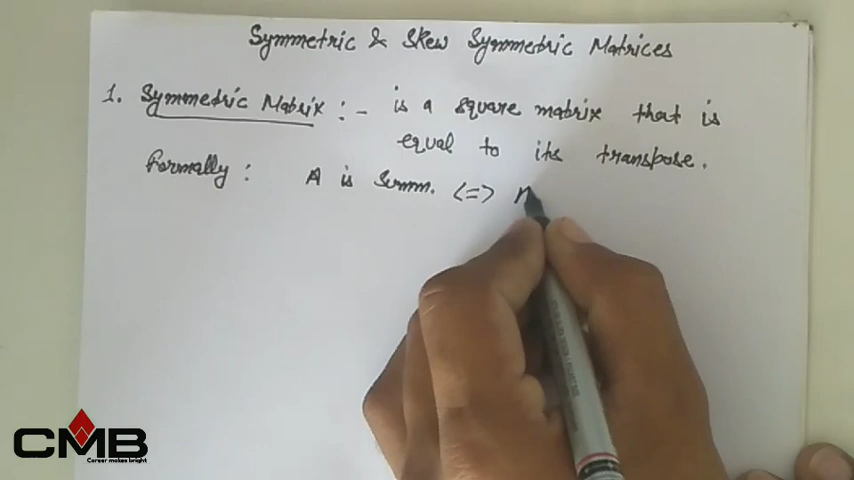 Symmetric & Skew Symmetric Matrices
1. Symmetric Matrix :- is a square matrix that is
equal to its transpose.
Formally : A is Symm. <=>
CMB
Career makes bright